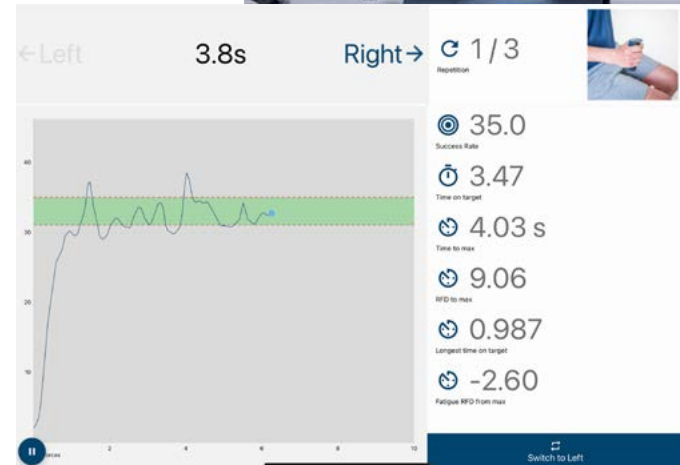 ←Left
3.8s
Right→
1 / 3
Repetition
35.0
Success Rate
3.47
Time on target
4.03 s
Time to max
9.06
RFD to max
0.987
Longest time on target
-2.60
Fatigue RFD from max
40
30
20
10
2
4
6
8
10
Switch to Left